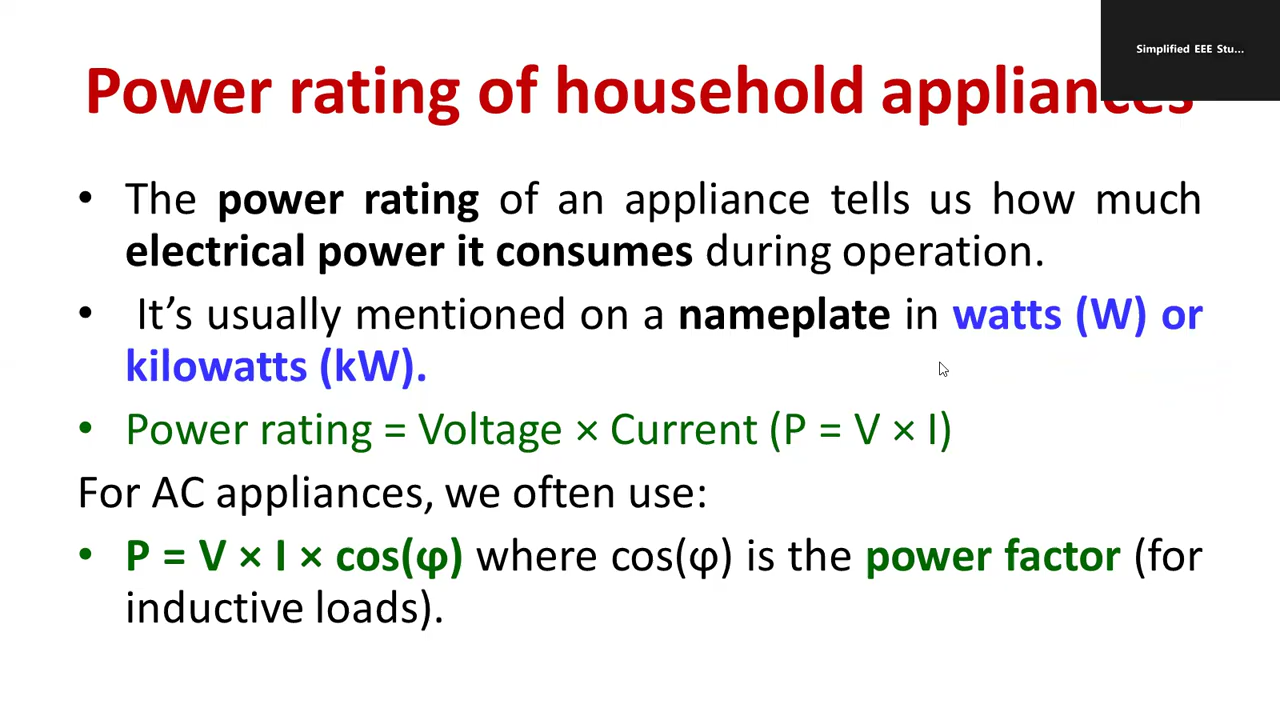 Simplified EEE Stu...
Power rating of household appliances
• The power rating of an appliance tells us how much
electrical power it consumes during operation.
• It’s usually mentioned on a nameplate in watts (W) or
kilowatts (kW).
• Power rating = Voltage × Current (P = V × I)
For AC appliances, we often use:
• P = V × I × cos(φ) where cos(φ) is the power factor (for
inductive loads).